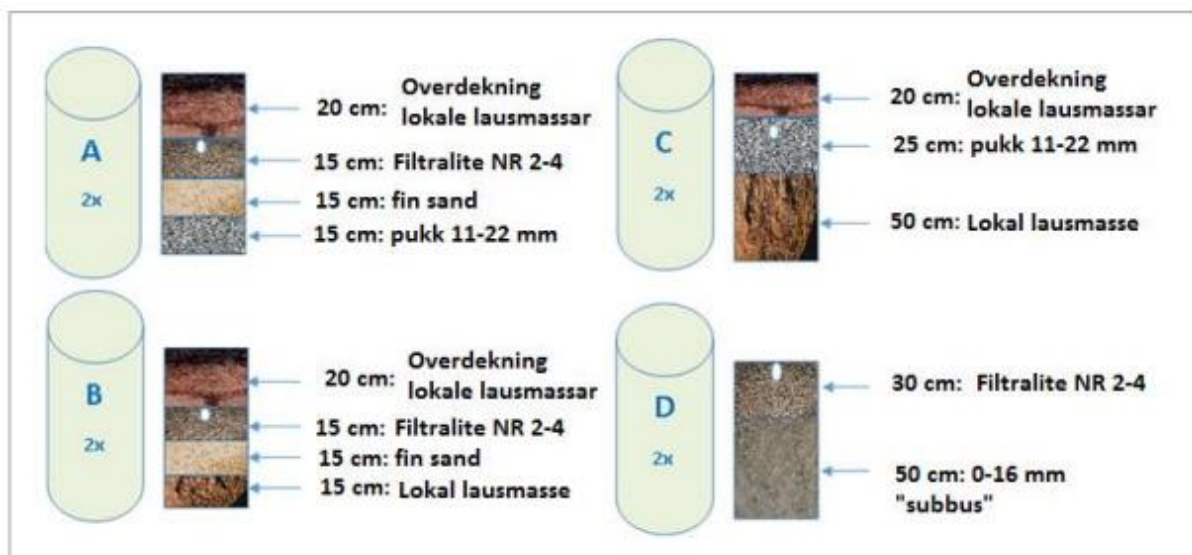 A
2x
20 cm: Overdekning
lokale lausmassar
15 cm: Filtralite NR 2-4
15 cm: fin sand
15 cm: pukk 11-22 mm
B
2x
20 cm: Overdekning
lokale lausmassar
15 cm: Filtralite NR 2-4
15 cm: fin sand
15 cm: Lokal lausmasse
C
2x
20 cm: Overdekning
lokale lausmassar
25 cm: pukk 11-22 mm
50 cm: Lokal lausmasse
D
2x
30 cm: Filtralite NR 2-4
50 cm: 0-16 mm
"subbus"